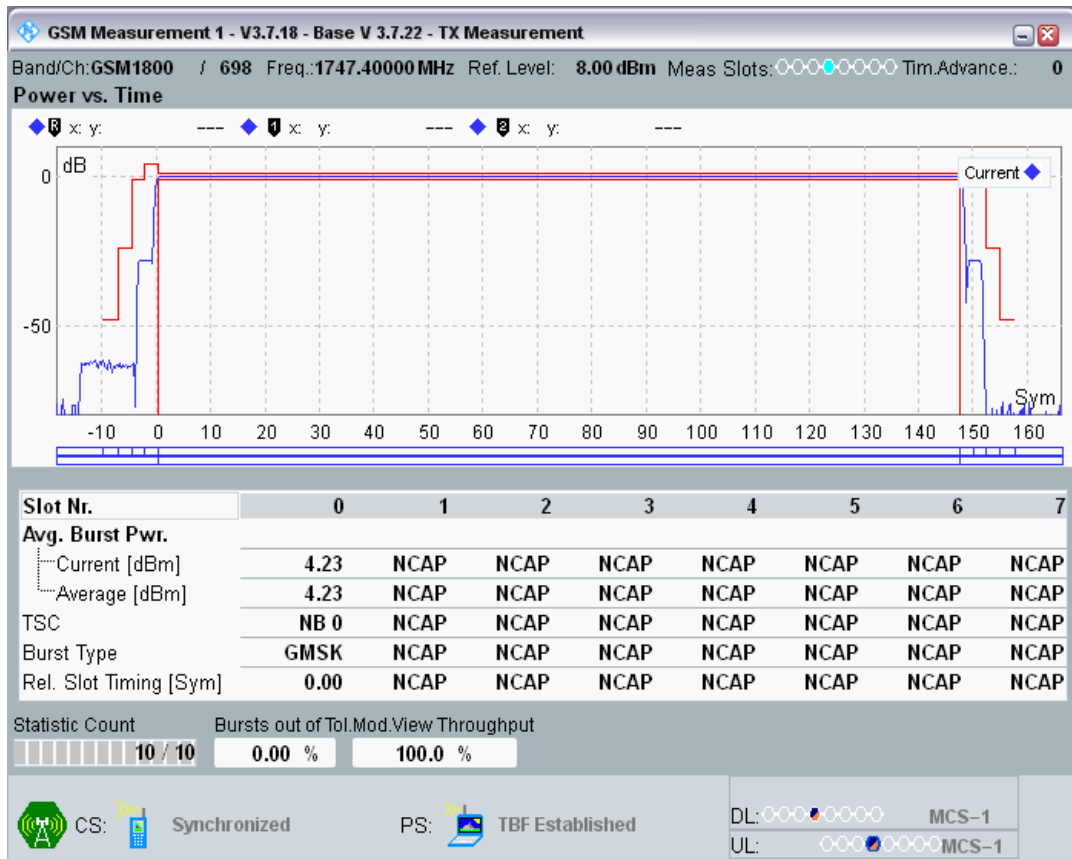 GSM Measurement 1 - V3.7.18 - Base V 3.7.22 - TX Measurement
Band/Ch:GSM1800 / 698 Freq.:1747.40000 MHz Ref. Level: 8.00 dBm Meas Slots: Tim.Advance.: 0
Power vs. Time
R x: y: --- 1 x: y: --- 2 x: y: ---
dB
0
Current
-50
Sym
-10 0 10 20 30 40 50 60 70 80 90 100 110 120 130 140 150 160
Slot Nr. 0 1 2 3 4 5 6 7
Avg. Burst Pwr.
Current [dBm] 4.23 NCAP NCAP NCAP NCAP NCAP NCAP NCAP
Average [dBm] 4.23 NCAP NCAP NCAP NCAP NCAP NCAP NCAP
TSC NB 0 NCAP NCAP NCAP NCAP NCAP NCAP NCAP
Burst Type GMSK NCAP NCAP NCAP NCAP NCAP NCAP NCAP
Rel. Slot Timing [Sym] 0.00 NCAP NCAP NCAP NCAP NCAP NCAP NCAP
Statistic Count Bursts out of Tol. Mod.View Throughput
10 / 10 0.00 % 100.0 %
CS: Synchronized PS: TBF Established
DL: MCS-1
UL: MCS-1